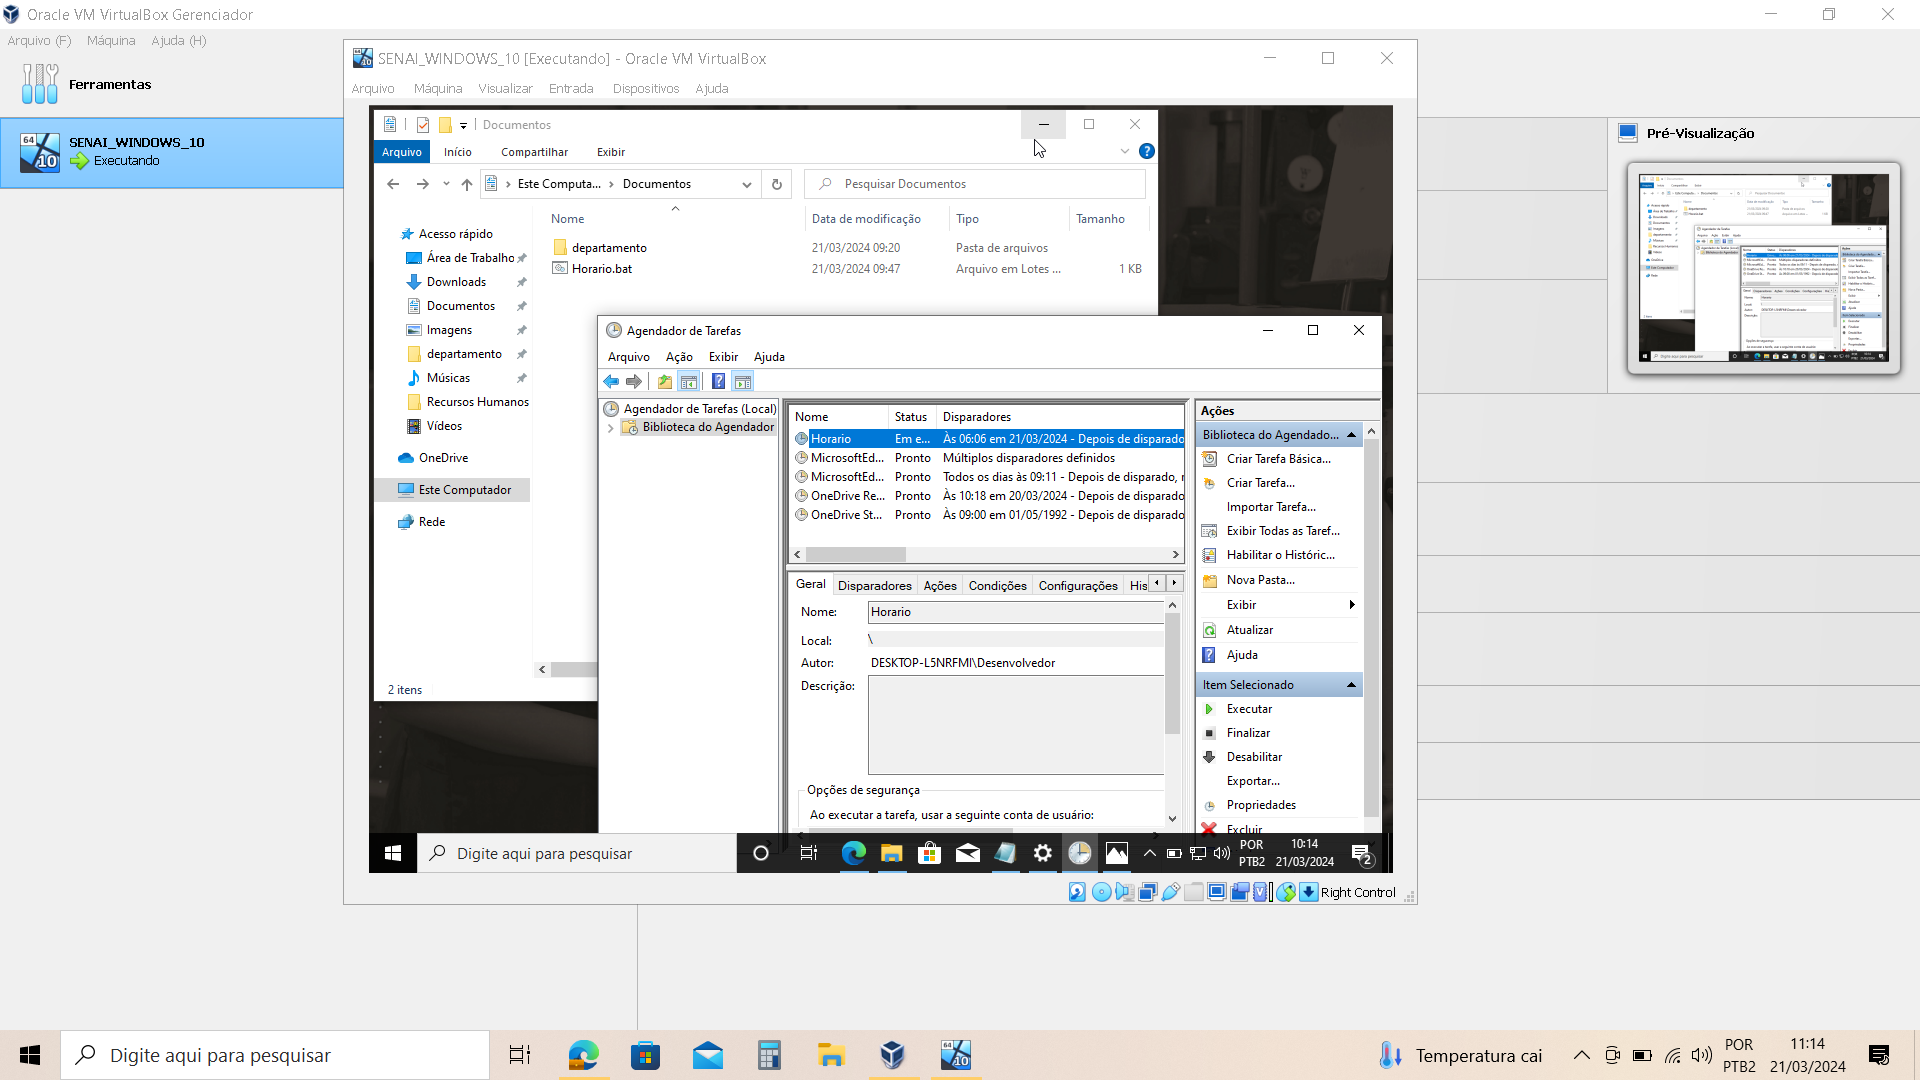 Oracle VM VirtualBox Gerenciador
Arquivo (F) Máquina Ajuda (H)
Ferramentas
SENAI_WINDOWS_10
Executando
SENAI_WINDOWS_10 [Executando] - Oracle VM VirtualBox
Arquivo Máquina Visualizar Entrada Dispositivos Ajuda
Documentos
Arquivo Início Compartilhar Exibir
Este Computa... Documentos
Pesquisar Documentos
Nome Data de modificação Tipo Tamanho
departamento 21/03/2024 09:20 Pasta de arquivos
Horario.bat 21/03/2024 09:47 Arquivo em Lotes ... 1 KB
Acesso rápido
Área de Trabalho
Downloads
Documentos
Imagens
departamento
Músicas
Recursos Humanos
Vídeos
OneDrive
Este Computador
Rede
2 itens
Agendador de Tarefas
Arquivo Ação Exibir Ajuda
Agendador de Tarefas (Local)
Biblioteca do Agendador
Nome Status Disparadores
Horario Em e... Às 06:06 em 21/03/2024 - Depois de disparado
MicrosoftEd... Pronto Múltiplos disparadores definidos
MicrosoftEd... Pronto Todos os dias às 09:11 - Depois de disparado, r
OneDrive Re... Pronto Às 10:18 em 20/03/2024 - Depois de disparado
OneDrive St... Pronto Às 09:00 em 01/05/1992 - Depois de disparado
Geral Disparadores Ações Condições Configurações His
Nome: Horario
Local: \
Autor: DESKTOP-L5NRFMI\Desenvolvedor
Descrição:
Opções de segurança
Ao executar a tarefa, usar a seguinte conta de usuário:
Ações
Biblioteca do Agendado...
Criar Tarefa Básica...
Criar Tarefa...
Importar Tarefa...
Exibir Todas as Taref...
Habilitar o Históric...
Nova Pasta...
Exibir
Atualizar
Ajuda
Item Selecionado
Executar
Finalizar
Desabilitar
Exportar...
Propriedades
Excluir
Digite aqui para pesquisar
POR
PTB2
10:14
21/03/2024
2
Right Control
Pré-Visualização
Digite aqui para pesquisar
Temperatura cai
POR
PTB2
11:14
21/03/2024